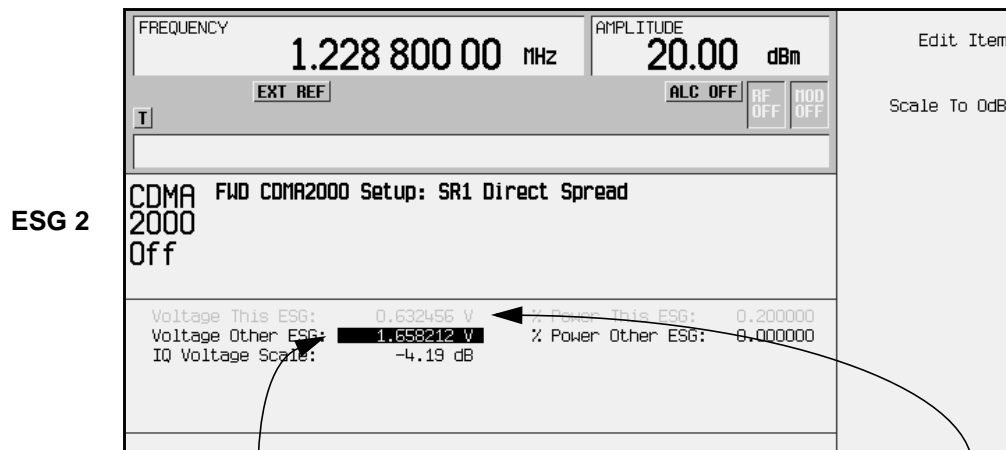 FREQUENCY
1.228 800 00 MHz
AMPLITUDE
20.00 dBm
EXT REF
ALC OFF
RF OFF
MOD OFF
T
Edit Item
Scale To 0dB
ESG 2
CDMA 2000 Off
FWD CDMA2000 Setup: SR1 Direct Spread
Voltage This ESG: 0.632456 V % Power This ESG: 0.200000
Voltage Other ESG: 1.658212 V % Power Other ESG: 0.000000
IQ Voltage Scale: -4.19 dB